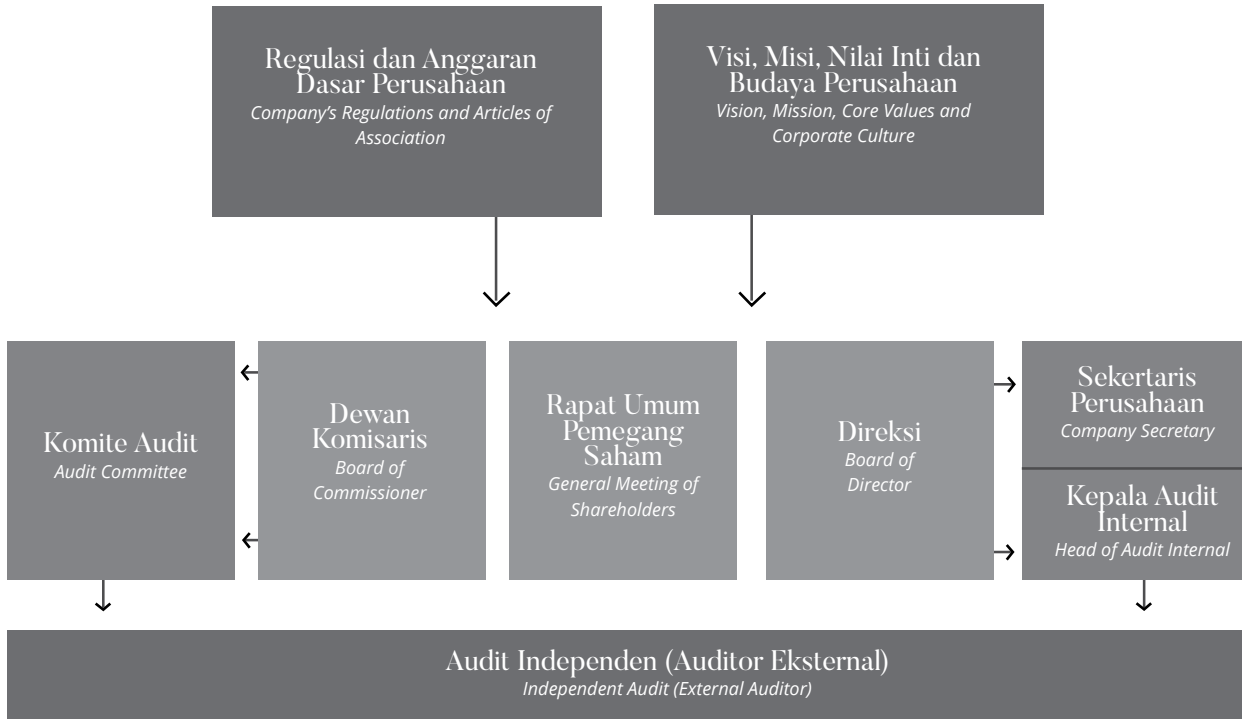 Regulasi dan Anggaran
Dasar Perusahaan
Company's Regulations and Articles of
Association
Visi, Misi, Nilai Inti dan
Budaya Perusahaan
Vision, Mission, Core Values and
Corporate Culture
Komite Audit
Audit Committee
Dewan
Komisaris
Board of
Commissioner
Rapat Umum
Pemegang
Saham
General Meeting of
Shareholders
Direksi
Board of
Director
Sekertaris
Perusahaan
Company Secretary
Kepala Audit
Internal
Head of Audit Internal
Audit Independen (Auditor Eksternal)
Independent Audit (External Auditor)